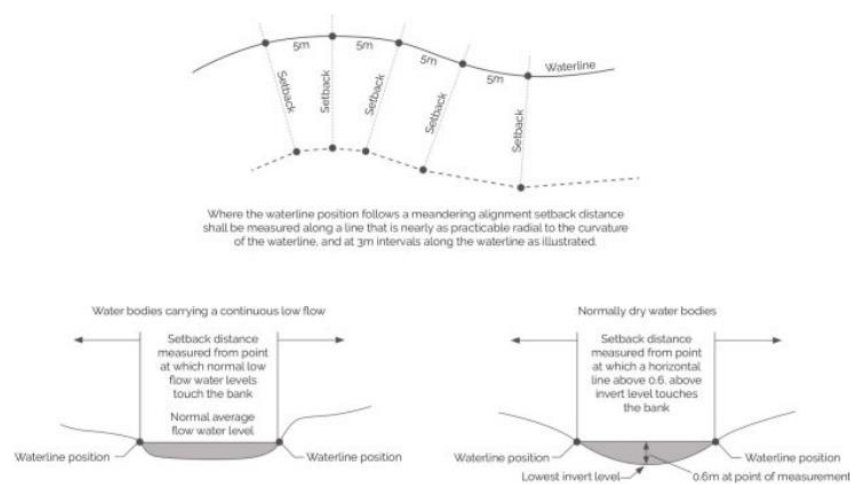 5m
5m
5m
5m
Waterline
Setback
Setback
Setback
Setback
Setback
Where the waterline position follows a meandering alignment setback distance
shall be measured along a line that is nearly as practicable radial to the curvature
of the waterline, and at 3m intervals along the waterline as illustrated.
Water bodies carrying a continuous low flow
Setback distance
measured from point
at which normal low
flow water levels
touch the bank
Normal average
flow water level
Waterline position
Waterline position
Normally dry water bodies
Setback distance
measured from point
at which a horizontal
line above 0.6. above
invert level touches
the bank
Waterline position
Waterline position
Lowest invert level
0.6m at point of measurement